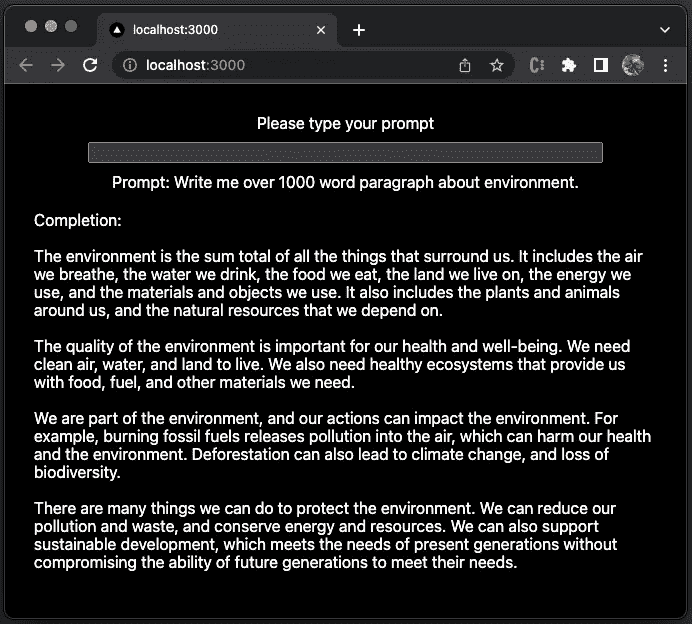 localhost:3000
localhost:3000
Please type your prompt
Prompt: Write me over 1000 word paragraph about environment.
Completion:
The environment is the sum total of all the things that surround us. It includes the air
we breathe, the water we drink, the food we eat, the land we live on, the energy we
use, and the materials and objects we use. It also includes the plants and animals
around us, and the natural resources that we depend on.
The quality of the environment is important for our health and well-being. We need
clean air, water, and land to live. We also need healthy ecosystems that provide us
with food, fuel, and other materials we need.
We are part of the environment, and our actions can impact the environment. For
example, burning fossil fuels releases pollution into the air, which can harm our health
and the environment. Deforestation can also lead to climate change, and loss of
biodiversity.
There are many things we can do to protect the environment. We can reduce our
pollution and waste, and conserve energy and resources. We can also support
sustainable development, which meets the needs of present generations without
compromising the ability of future generations to meet their needs.